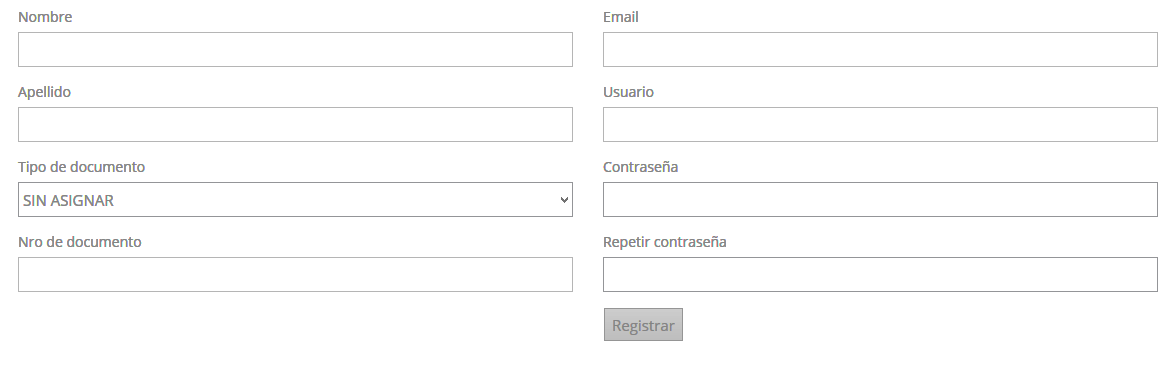 Nombre
Apellido
Tipo de documento
SIN ASIGNAR
Nro de documento
Email
Usuario
Contraseña
Repetir contraseña
Registrar